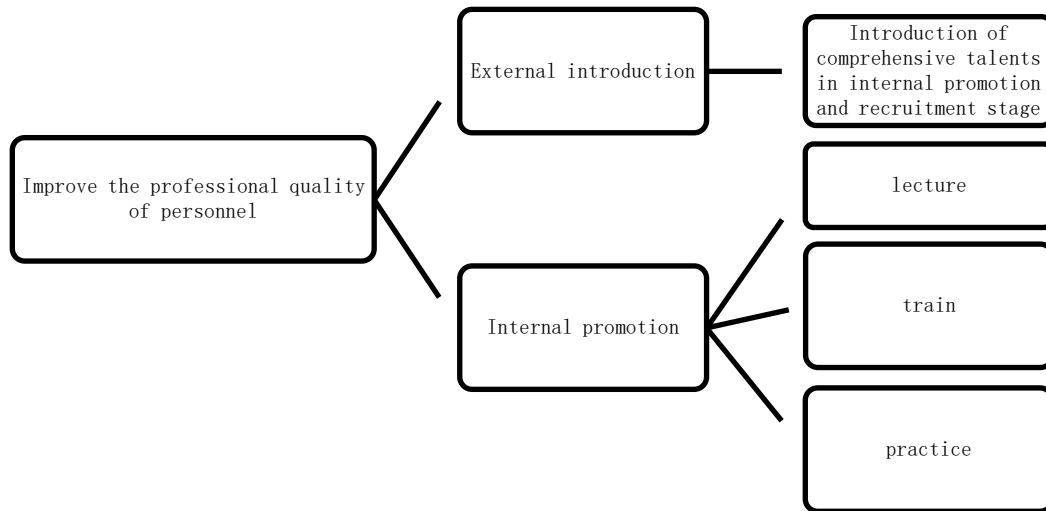 Improve the professional quality
of personnel
External introduction
Internal promotion
Introduction of
comprehensive talents
in internal promotion
and recruitment stage
lecture
train
practice